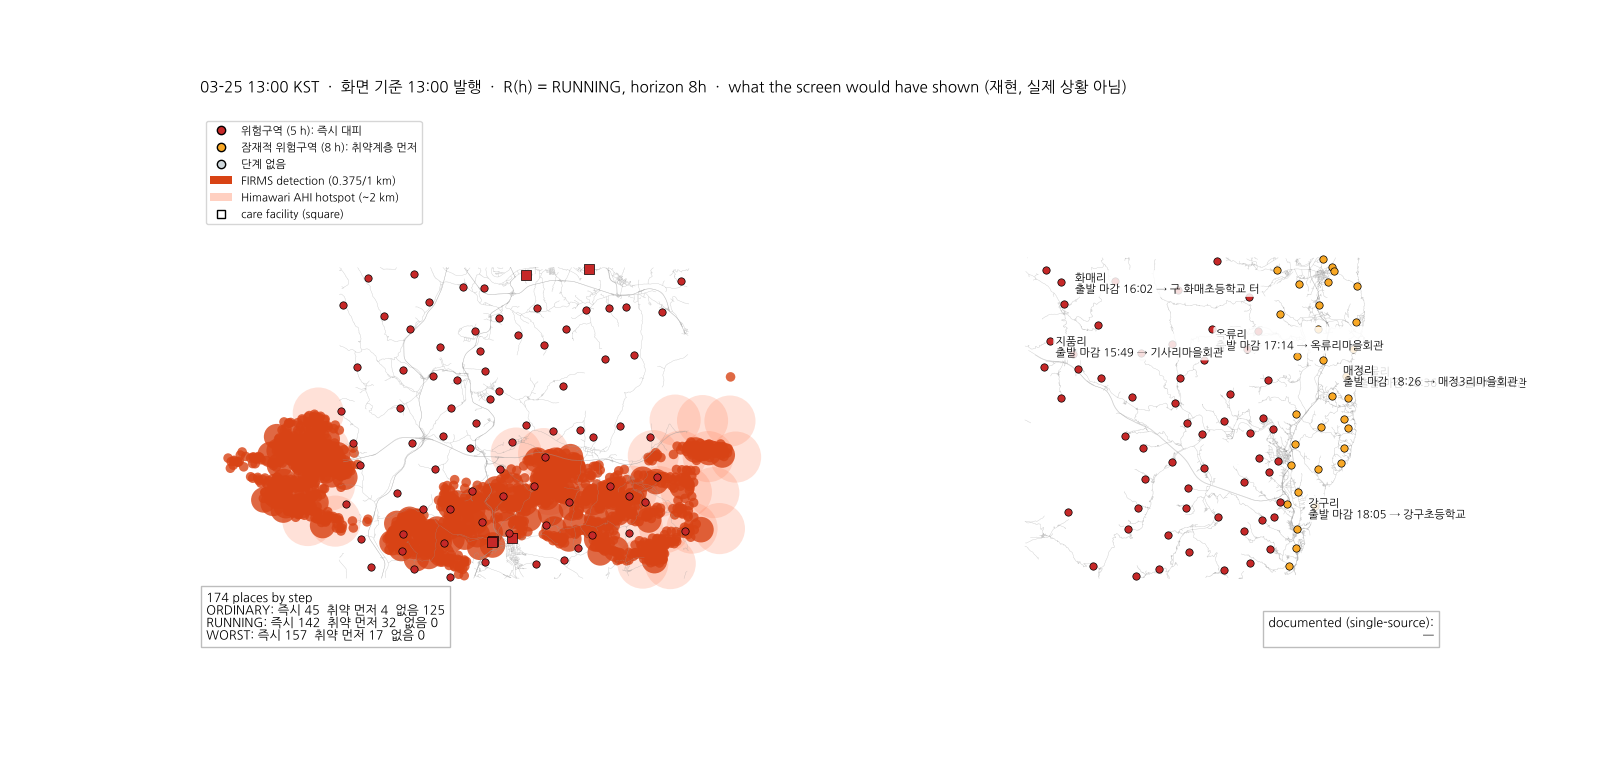 03-25 13:00 KST · 화면 기준 13:00 발행 · R(h) = RUNNING, horizon 8h · what the screen would have shown (재현, 실제 상황 아님)
위험구역 (5 h): 즉시 대피
잠재적 위험구역 (8 h): 취약계층 먼저
단계 없음
FIRMS detection (0.375/1 km)
Himawari AHI hotspot (~2 km)
care facility (square)
화매리
출발 마감 16:02 → 구 화매초등학교 터
지품리
출발 마감 15:49 → 기사리마을회관
옥류리
발 마감 17:14 → 옥류리마을회관
매정리
출발 마감 18:26 → 매정3리마을회관
강구리
출발 마감 18:05 → 강구초등학교
174 places by step
ORDINARY: 즉시 45 취약 먼저 4 없음 125
RUNNING: 즉시 142 취약 먼저 32 없음 0
WORST: 즉시 157 취약 먼저 17 없음 0
documented (single-source):
—